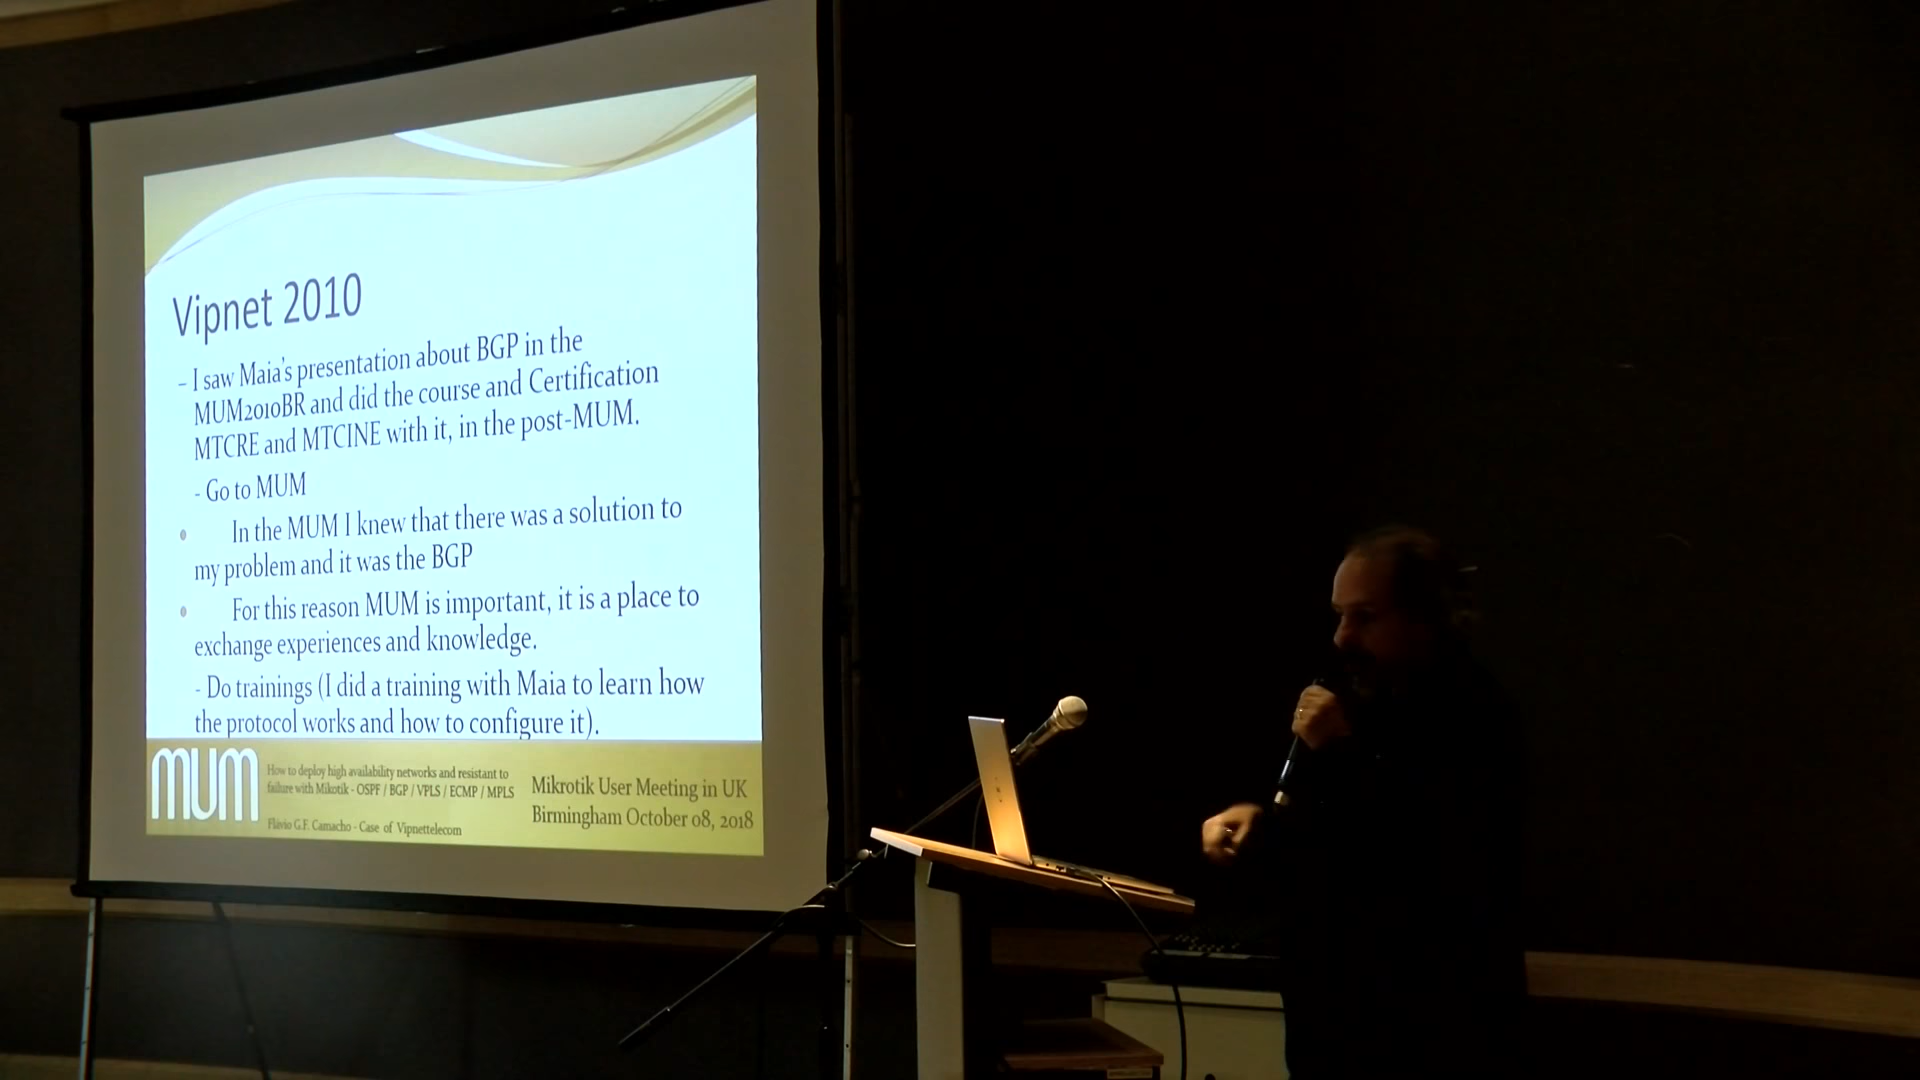 Vipnet 2010
– I saw Maia's presentation about BGP in the
MUM2010BR and did the course and Certification
MTCRE and MTCINE with it, in the post-MUM.
- Go to MUM
In the MUM I knew that there was a solution to
my problem and it was the BGP
For this reason MUM is important, it is a place to
exchange experiences and knowledge.
- Do trainings (I did a training with Maia to learn how
the protocol works and how to configure it).
mum
How to deploy high availability networks and resistant to
failure with Mikotik - OSPF / BGP / VPLS / ECMP / MPLS
Flávio G.F. Camacho - Case of Vipnettelecom
Mikrotik User Meeting in UK
Birmingham October 08, 2018